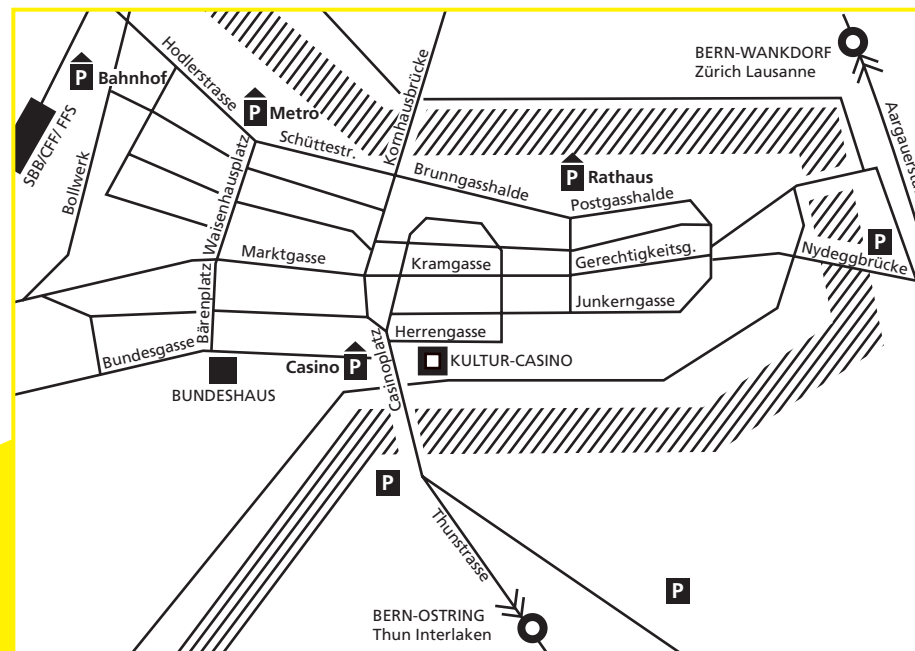 BERN-WANKDORF
Zürich Lausanne
Hodlerstrasse
P Bahnhof
P Metro
Kornhausbrücke
SBB/CFF/ FFS
Bollwerk
Schüttestr.
Waisenhausplatz
Brunngasshalde
P Rathaus
Postgasshalde
P
Marktgasse
Kramgasse
Gerechtigkeitsg.
Nydeggbrücke
Bärenplatz
Junkerngasse
Bundesgasse
Herrengasse
Casino P
Casinoplatz
KULTUR-CASINO
BUNDESHAUS
P
Thunstrasse
P
BERN-OSTRING
Thun Interlaken